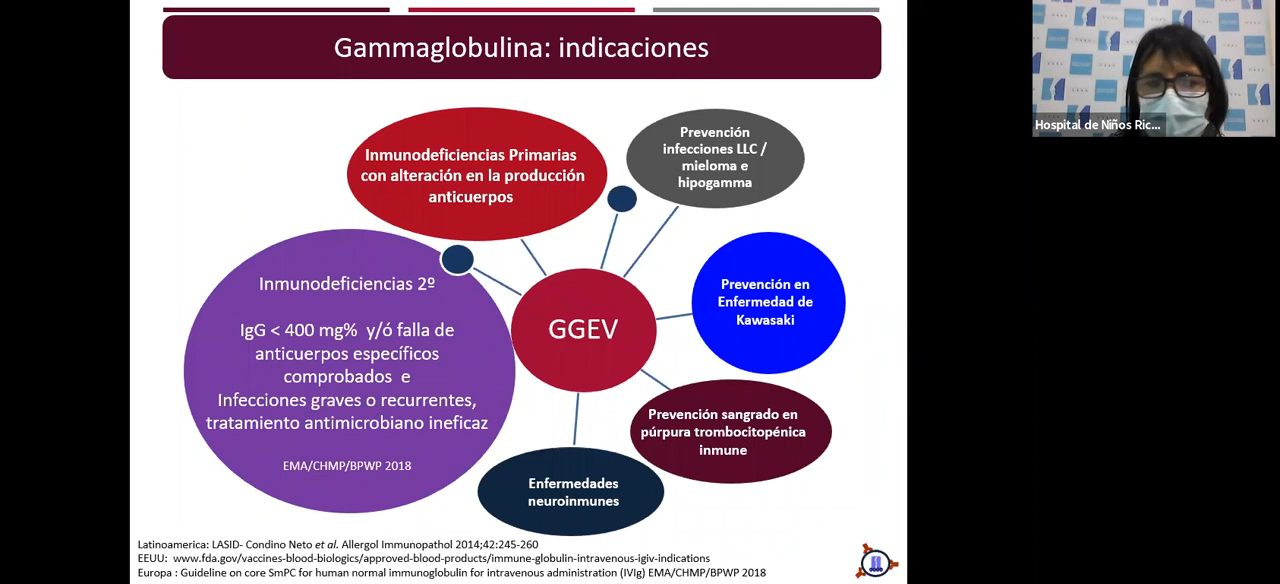 Gammaglobulina: indicaciones
Inmunodeficiencias Primarias
con alteración en la producción
anticuerpos
Prevención
infecciones LLC /
mieloma e
hipogamma
Inmunodeficiencias 2º
IgG < 400 mg% y/ó falla de
anticuerpos específicos
comprobados e
Infecciones graves o recurrentes,
tratamiento antimicrobiano ineficaz
EMA/CHMP/BPWP 2018
GGEV
Prevención en
Enfermedad de
Kawasaki
Prevención sangrado en
púrpura trombocitopénica
inmune
Enfermedades
neuroinmunes
Latinoamerica: LASID- Condino Neto et al. Allergol Immunopathol 2014;42:245-260
EEUU: www.fda.gov/vaccines-blood-biologics/approved-blood-products/immune-globulin-intravenous-igiv-indications
Europa : Guideline on core SmPC for human normal immunoglobulin for intravenous administration (IVIg) EMA/CHMP/BPWP 2018
Hospital de Niños Ric...